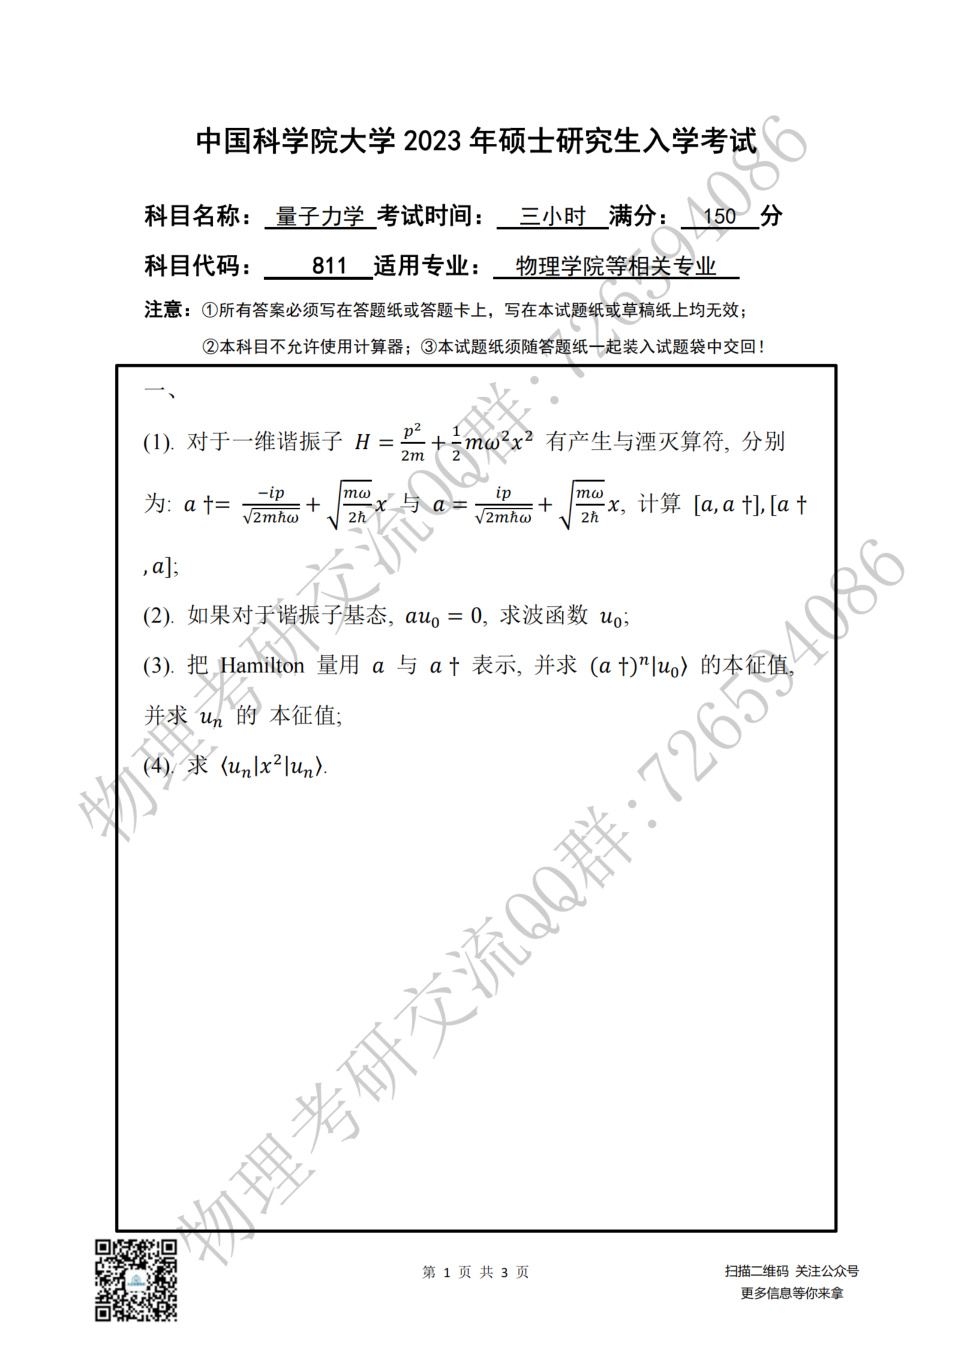 中国科学院大学 2023 年硕士研究生入学考试
科目名称： 量子力学 考试时间： 三小时 满分： 150 分
科目代码： 811 适用专业： 物理学院等相关专业
注意：①所有答案必须写在答题纸或答题卡上，写在本试题纸或草稿纸上均无效；
②本科目不允许使用计算器；③本试题纸须随答题纸一起装入试题袋中交回！
一、
(1). 对于一维谐振子 H = p²/2m + 1/2 mω²x² 有产生与湮灭算符, 分别
为: a †= −ip/√2mℏω + √(mω/2ℏ) x 与 a = ip/√2mℏω + √(mω/2ℏ) x, 计算 [a, a †], [a †
, a];
(2). 如果对于谐振子基态, au₀ = 0, 求波函数 u₀;
(3). 把 Hamilton 量用 a 与 a † 表示, 并求 (a †)ⁿ|u₀⟩ 的本征值,
并求 uₙ 的 本征值;
(4). 求 ⟨uₙ|x²|uₙ⟩.
物理考研交流QQ群：726594086
物理考研交流QQ群：726594086
第 1 页 共 3 页
扫描二维码 关注公众号
更多信息等你来拿